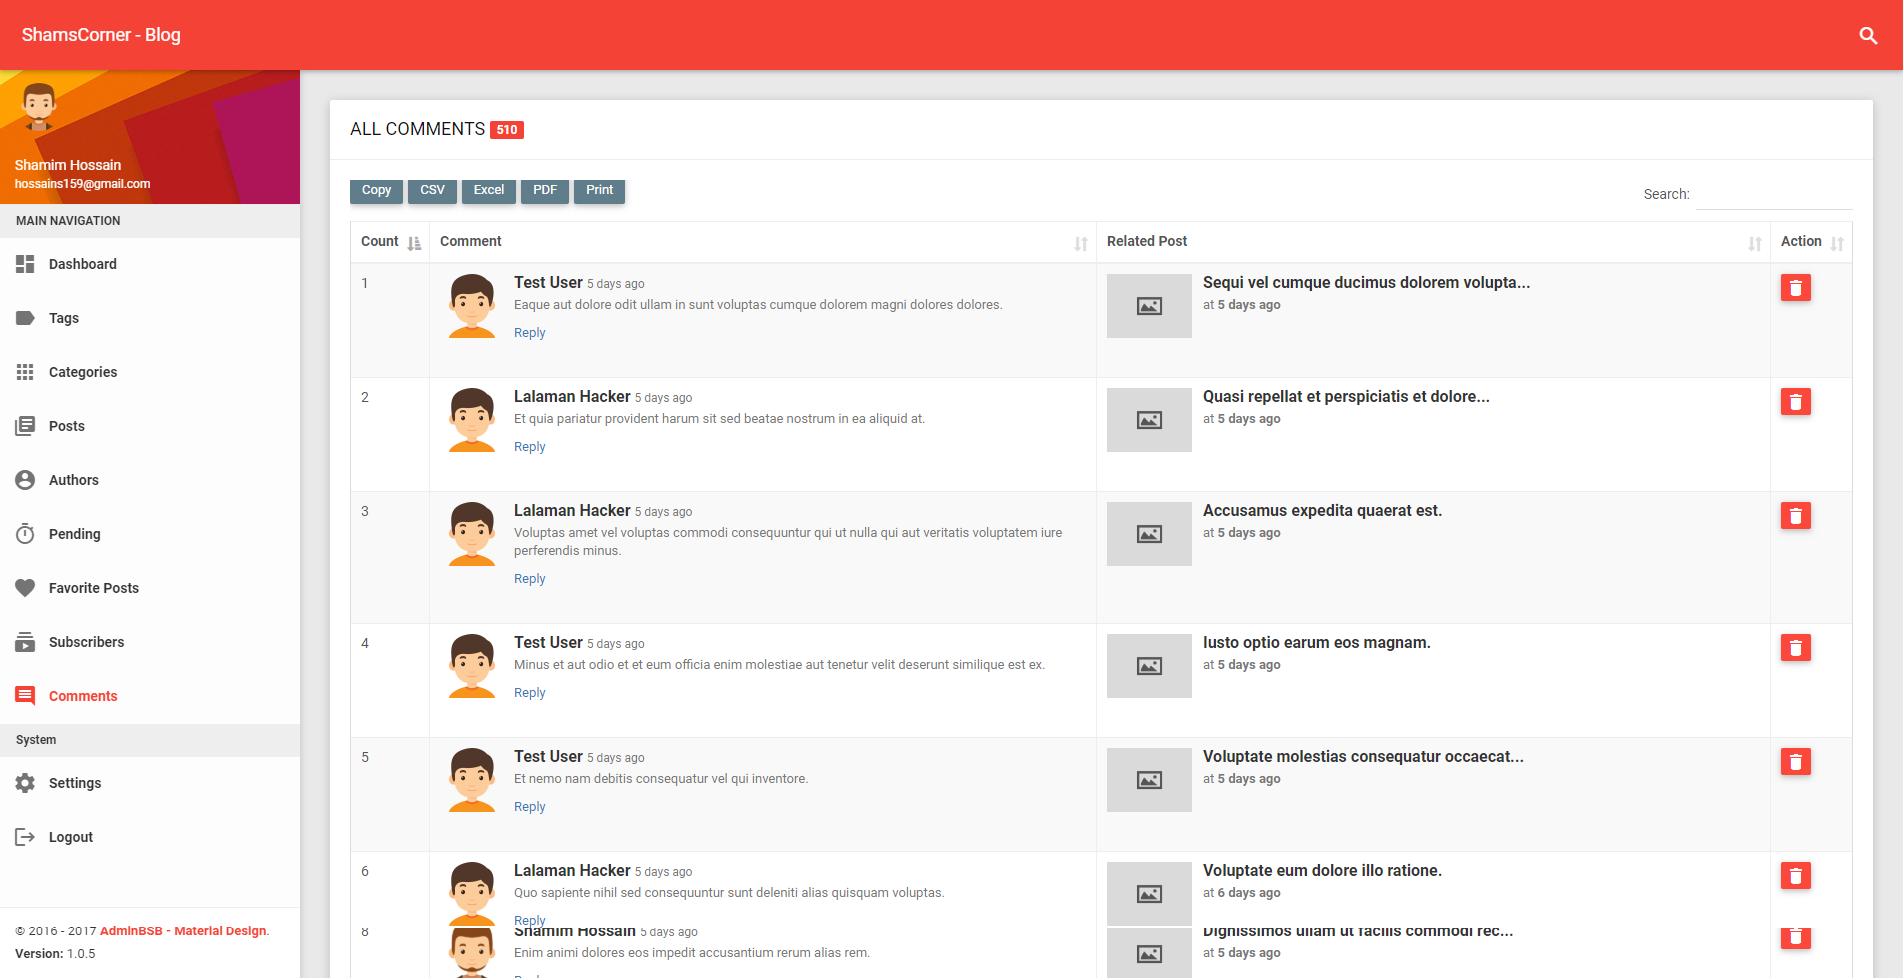 ShamsCorner - Blog
Shamim Hossain
hossains159@gmail.com
MAIN NAVIGATION
Dashboard
Tags
Categories
Posts
Authors
Pending
Favorite Posts
Subscribers
Comments
System
Settings
Logout
© 2016 - 2017 AdminBSB - Material Design.
Version: 1.0.5
ALL COMMENTS 510
Copy CSV Excel PDF Print
Search:
Count Comment Related Post Action
1 Test User 5 days ago Sequi vel cumque ducimus dolorem volupta...
Eaque aut dolore odit ullam in sunt voluptas cumque dolorem magni dolores dolores. at 5 days ago
Reply
2 Lalaman Hacker 5 days ago Quasi repellat et perspiciatis et dolore...
Et quia pariatur provident harum sit sed beatae nostrum in ea aliquid at. at 5 days ago
Reply
3 Lalaman Hacker 5 days ago Accusamus expedita quaerat est.
Voluptas amet vel voluptas commodi consequuntur qui ut nulla qui aut veritatis voluptatem iure at 5 days ago
perferendis minus.
Reply
4 Test User 5 days ago Iusto optio earum eos magnam.
Minus et aut odio et et eum officia enim molestiae aut tenetur velit deserunt similique est ex. at 5 days ago
Reply
5 Test User 5 days ago Voluptate molestias consequatur occaecat...
Et nemo nam debitis consequatur vel qui inventore. at 5 days ago
Reply
6 Lalaman Hacker 5 days ago Voluptate eum dolore illo ratione.
Quo sapiente nihil sed consequuntur sunt deleniti alias quisquam voluptas. at 6 days ago
Reply
8 Shamim Hossain 5 days ago Dignissimos ullam ut facilis commodi rec...
Enim animi dolores eos impedit accusantium rerum alias rem. at 5 days ago